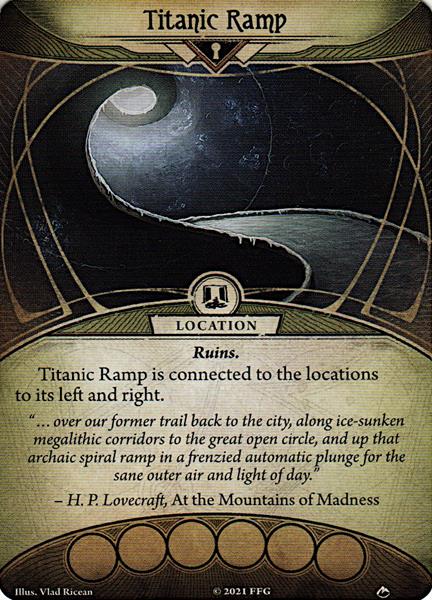 Titanic Ramp
LOCATION
Ruins.
Titanic Ramp is connected to the locations
to its left and right.
“… over our former trail back to the city, along ice-sunken
megalithic corridors to the great open circle, and up that
archaic spiral ramp in a frenzied automatic plunge for the
sane outer air and light of day.”
– H. P. Lovecraft, At the Mountains of Madness
Illus. Vlad Ricean © 2021 FFG